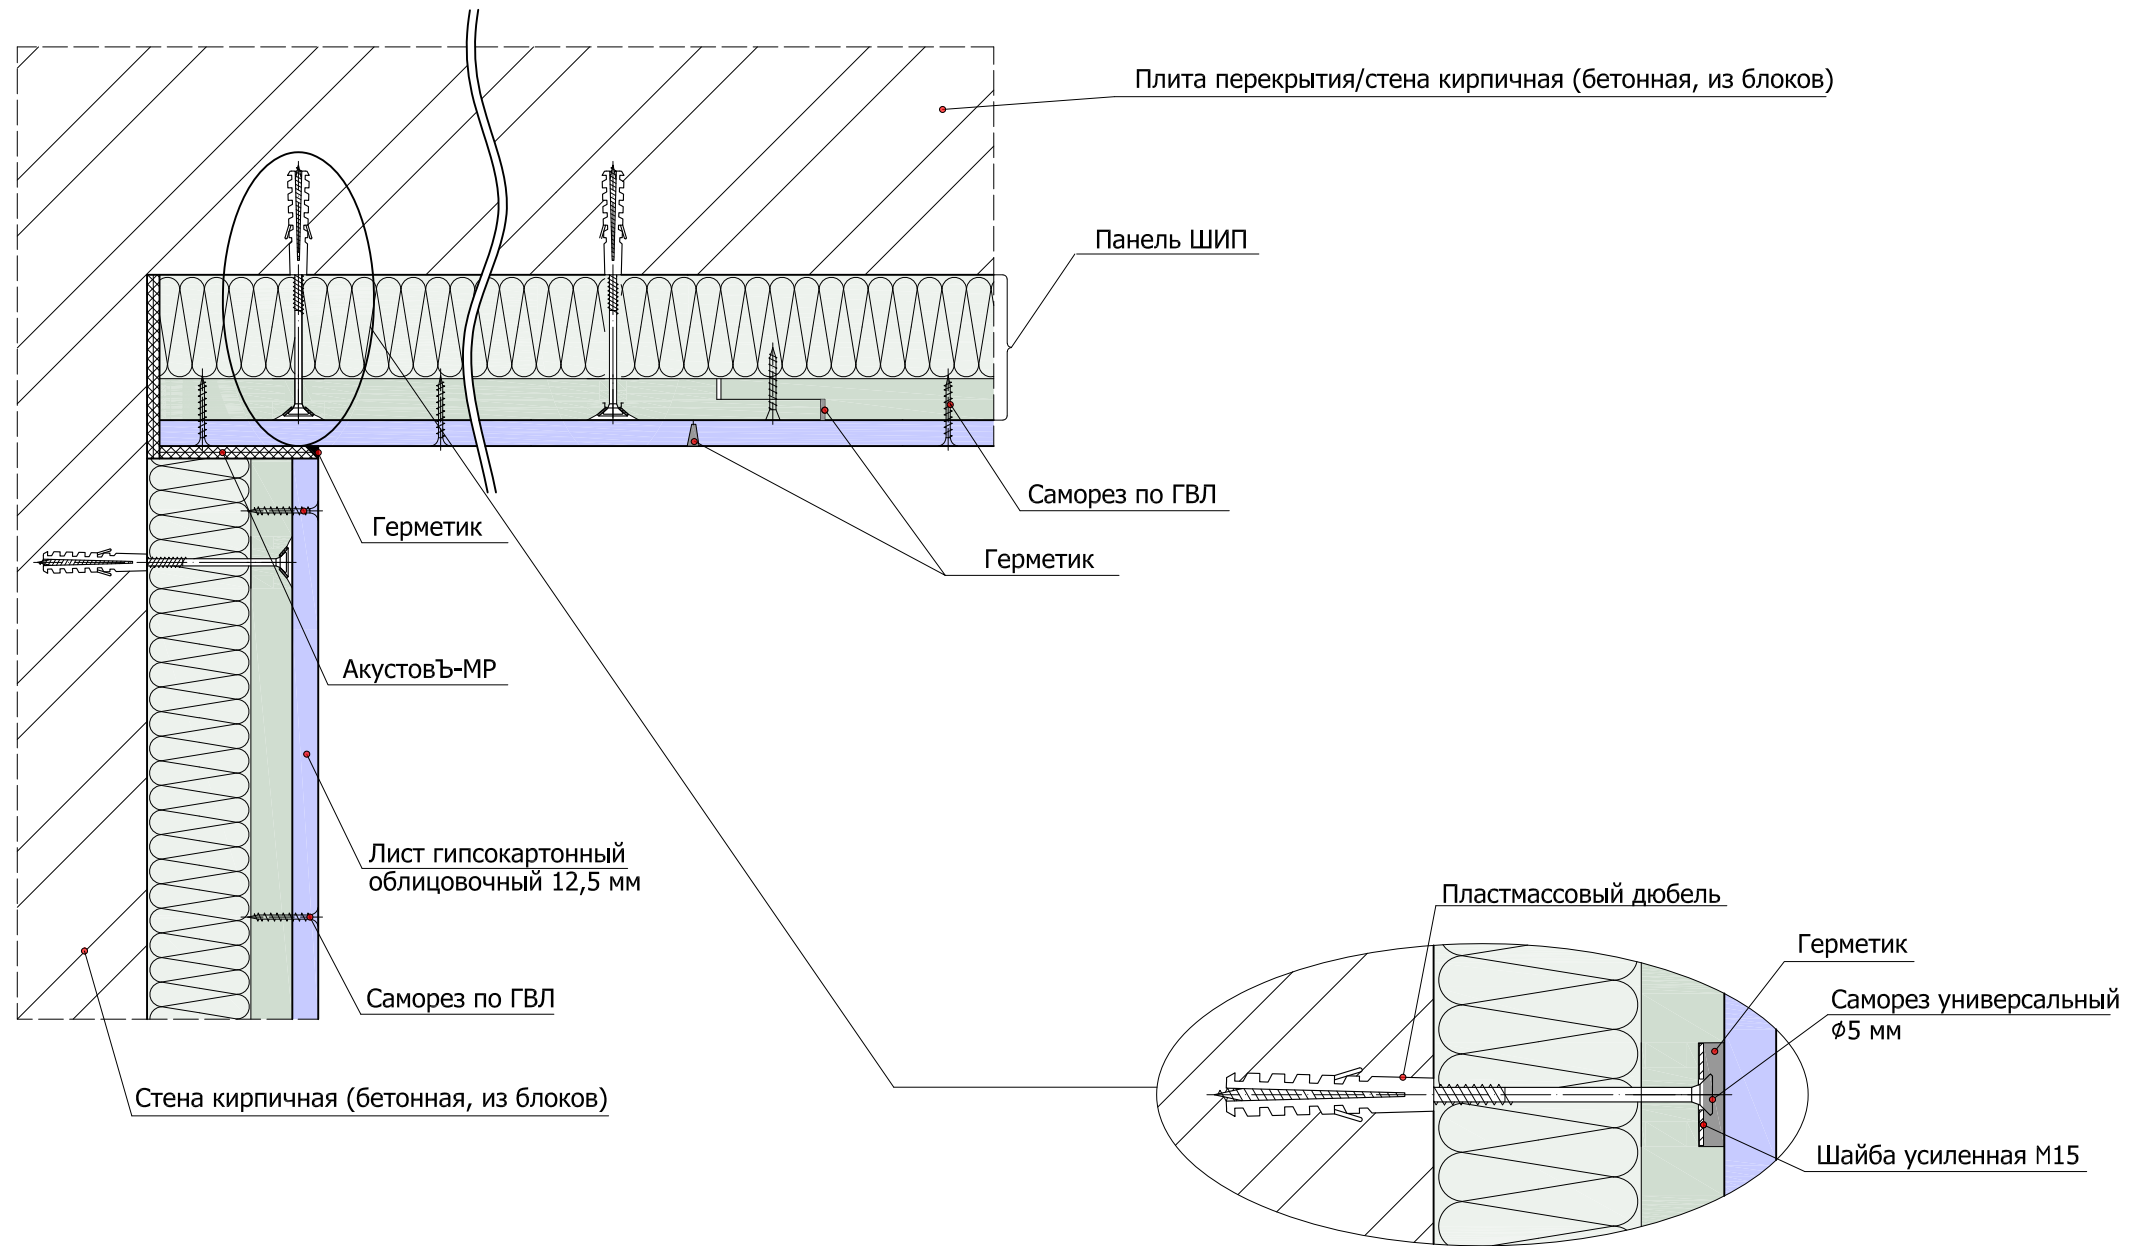 Плита перекрытия/стена кирпичная (бетонная, из блоков)
Панель ШИП
Саморез по ГВЛ
Герметик
Герметик
АкустовЪ-МР
Лист гипсокартонный
облицовочный 12,5 мм
Пластмассовый дюбель
Герметик
Саморез по ГВЛ
Саморез универсальный
Ф5 мм
Стена кирпичная (бетонная, из блоков)
Шайба усиленная М15